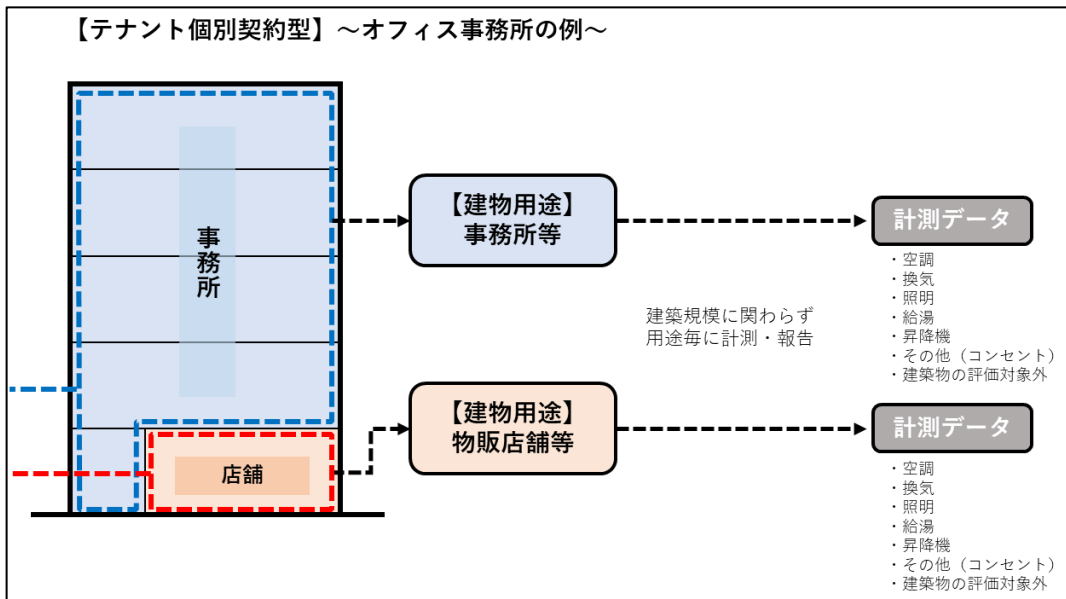 【テナント個別契約型】～オフィス事務所の例～
事務所
店舗
【建物用途】
事務所等
建築規模に関わらず
用途毎に計測・報告
【建物用途】
物販店舗等
計測データ
・空調
・換気
・照明
・給湯
・昇降機
・その他（コンセント）
・建築物の評価対象外
計測データ
・空調
・換気
・照明
・給湯
・昇降機
・その他（コンセント）
・建築物の評価対象外